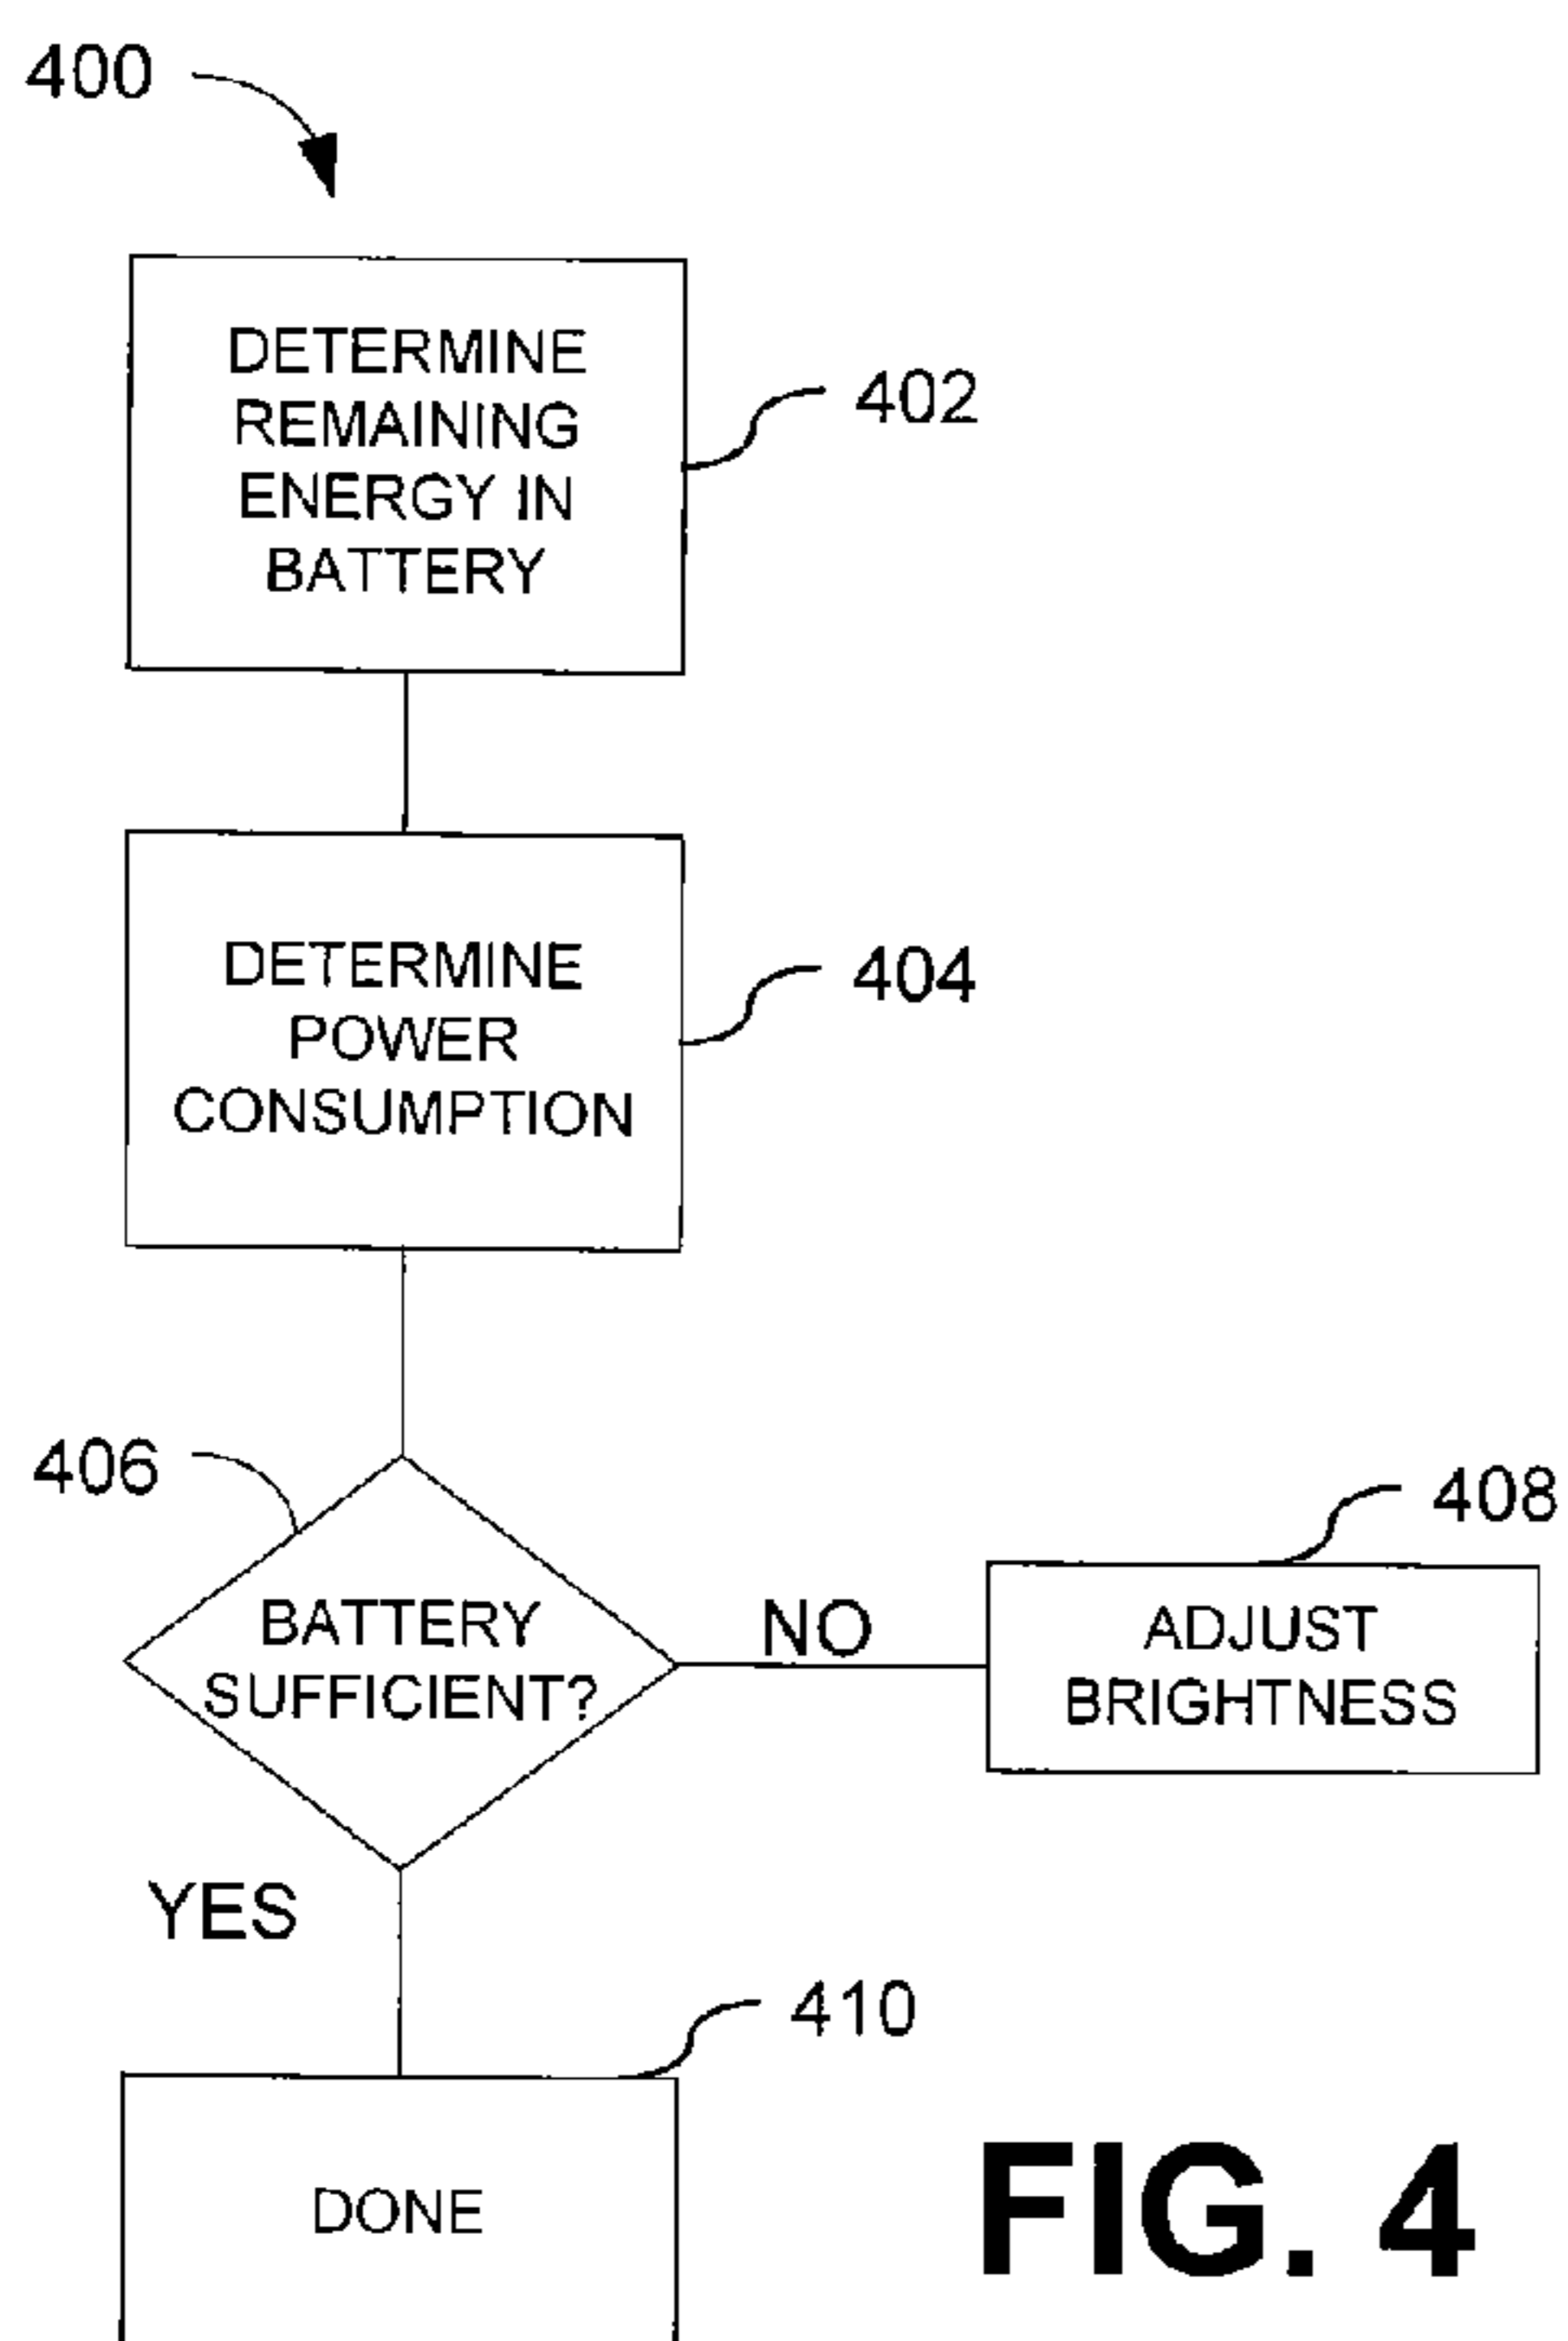 400
DETERMINE
REMAINING
ENERGY IN
BATTERY
402
DETERMINE
POWER
CONSUMPTION
404
406
BATTERY
SUFFICIENT?
NO
408
ADJUST
BRIGHTNESS
YES
410
DONE
FIG. 4